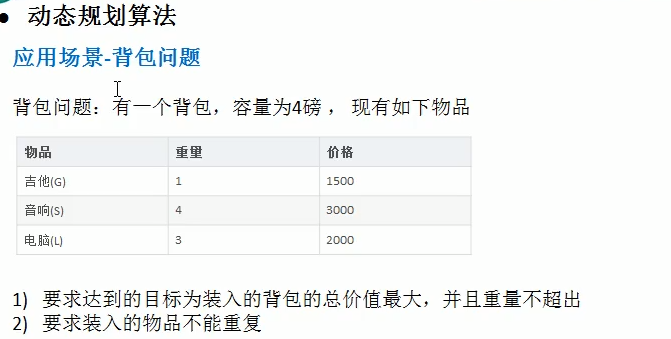 • 动态规划算法
应用场景-背包问题
背包问题：有一个背包，容量为4磅 ， 现有如下物品
物品 重量 价格
吉他(G) 1 1500
音响(S) 4 3000
电脑(L) 3 2000
1) 要求达到的目标为装入的背包的总价值最大，并且重量不超出
2) 要求装入的物品不能重复